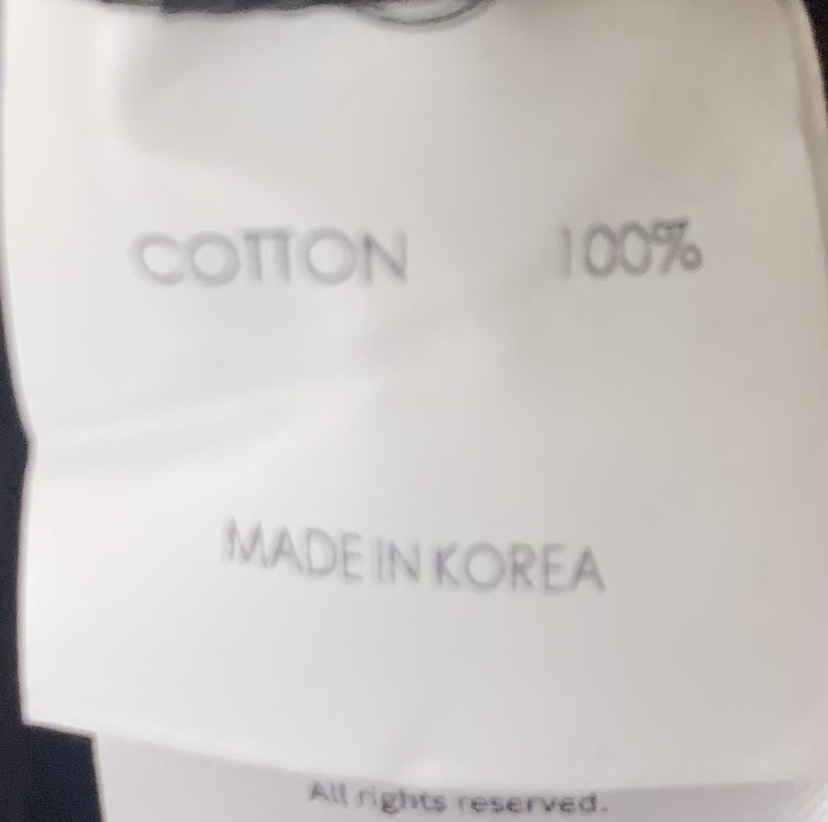 COTTON 100%
MADE IN KOREA
All rights reserved.